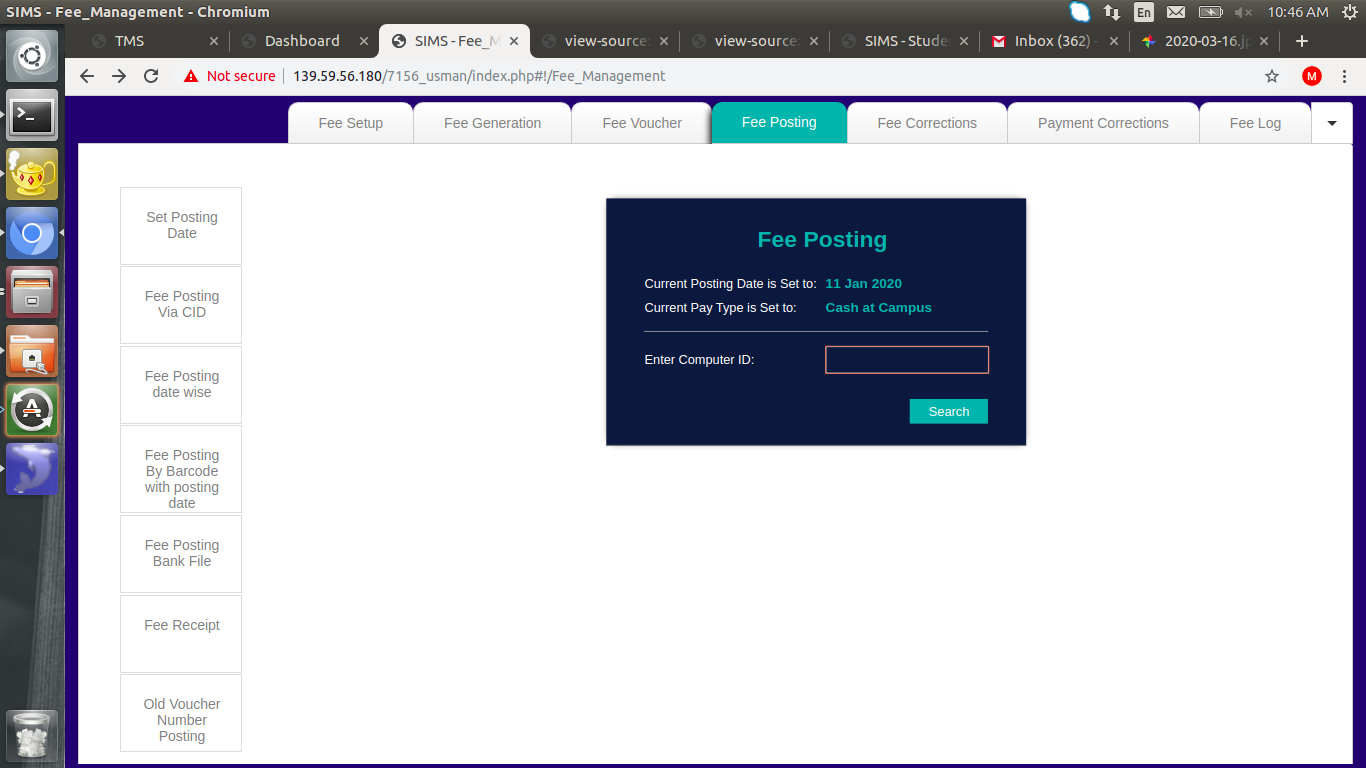 SIMS - Fee_Management - Chromium
En
10:46 AM
TMS
Dashboard
SIMS - Fee_M
view-source:
view-source:
SIMS - Stude
Inbox (362) -
2020-03-16.j
Not secure
139.59.56.180/7156_usman/index.php#!/Fee_Management
M
Fee Setup
Fee Generation
Fee Voucher
Fee Posting
Fee Corrections
Payment Corrections
Fee Log
Set Posting
Date
Fee Posting
Via CID
Fee Posting
date wise
Fee Posting
By Barcode
with posting
date
Fee Posting
Bank File
Fee Receipt
Old Voucher
Number
Posting
Fee Posting
Current Posting Date is Set to: 11 Jan 2020
Current Pay Type is Set to: Cash at Campus
Enter Computer ID:
Search